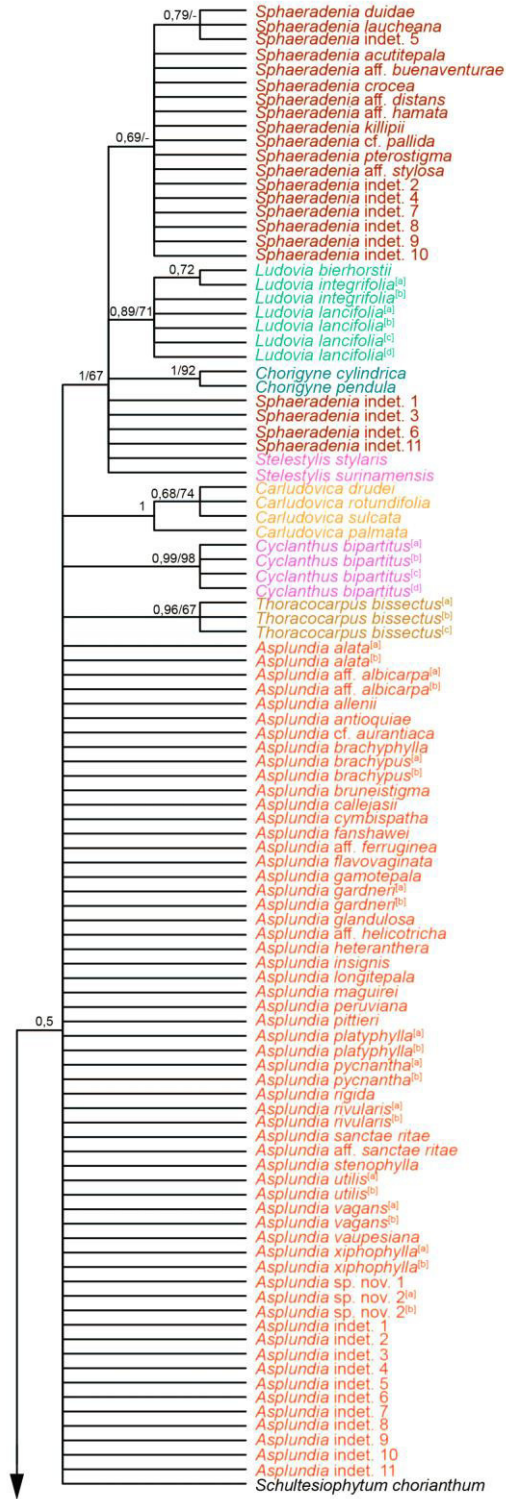 0,79/-
Sphaeradenia duidae
Sphaeradenia laucheana
Sphaeradenia indet. 5
Sphaeradenia acutitepala
Sphaeradenia aff. buenaventurae
Sphaeradenia crocea
Sphaeradenia aff. distans
Sphaeradenia aff. hamata
0,69/-
Sphaeradenia killipii
Sphaeradenia cf. pallida
Sphaeradenia pterostigma
Sphaeradenia aff. stylosa
Sphaeradenia indet. 2
Sphaeradenia indet. 4
Sphaeradenia indet. 7
Sphaeradenia indet. 8
Sphaeradenia indet. 9
Sphaeradenia indet. 10
0,72
Ludovia bierhorstii
Ludovia integrifolia[a]
Ludovia integrifolia[b]
0,89/71
Ludovia lancifolia[a]
Ludovia lancifolia[b]
Ludovia lancifolia[c]
Ludovia lancifolia[d]
1/92
Chorigyne cylindrica
Chorigyne pendula
1/67
Sphaeradenia indet. 1
Sphaeradenia indet. 3
Sphaeradenia indet. 6
Sphaeradenia indet. 11
Stelestylis stylaris
Stelestylis surinamensis
0,68/74
Carludovica drudei
Carludovica rotundifolia
1
Carludovica sulcata
Carludovica palmata
0,99/98
Cyclanthus bipartitus[a]
Cyclanthus bipartitus[b]
Cyclanthus bipartitus[c]
Cyclanthus bipartitus[d]
0,96/67
Thoracocarpus bissectus[a]
Thoracocarpus bissectus[b]
Thoracocarpus bissectus[c]
Asplundia alata[a]
Asplundia alata[b]
Asplundia aff. albicarpa[a]
Asplundia aff. albicarpa[b]
Asplundia allenii
Asplundia antioquiae
Asplundia cf. aurantiaca
Asplundia brachyphylla
Asplundia brachypus[a]
Asplundia brachypus[b]
Asplundia bruneistigma
Asplundia callejasii
Asplundia cymbispatha
Asplundia fanshawei
Asplundia aff. ferruginea
Asplundia flavovaginata
Asplundia gamotepala
Asplundia gardneri[a]
Asplundia gardneri[b]
Asplundia glandulosa
Asplundia aff. helicotricha
Asplundia heteranthera
Asplundia insignis
Asplundia longitepala
Asplundia maguirei
Asplundia peruviana
0,5
Asplundia pittieri
Asplundia platyphylla[a]
Asplundia platyphylla[b]
Asplundia pycnantha[a]
Asplundia pycnantha[b]
Asplundia rigida
Asplundia rivularis[a]
Asplundia rivularis[b]
Asplundia sanctae ritae
Asplundia aff. sanctae ritae
Asplundia stenophylla
Asplundia utilis[a]
Asplundia utilis[b]
Asplundia vagans[a]
Asplundia vagans[b]
Asplundia vaupesiana
Asplundia xiphophylla[a]
Asplundia xiphophylla[b]
Asplundia sp. nov. 1
Asplundia sp. nov. 2[a]
Asplundia sp. nov. 2[b]
Asplundia indet. 1
Asplundia indet. 2
Asplundia indet. 3
Asplundia indet. 4
Asplundia indet. 5
Asplundia indet. 6
Asplundia indet. 7
Asplundia indet. 8
Asplundia indet. 9
Asplundia indet. 10
Asplundia indet. 11
Schultesiophytum chorianthum